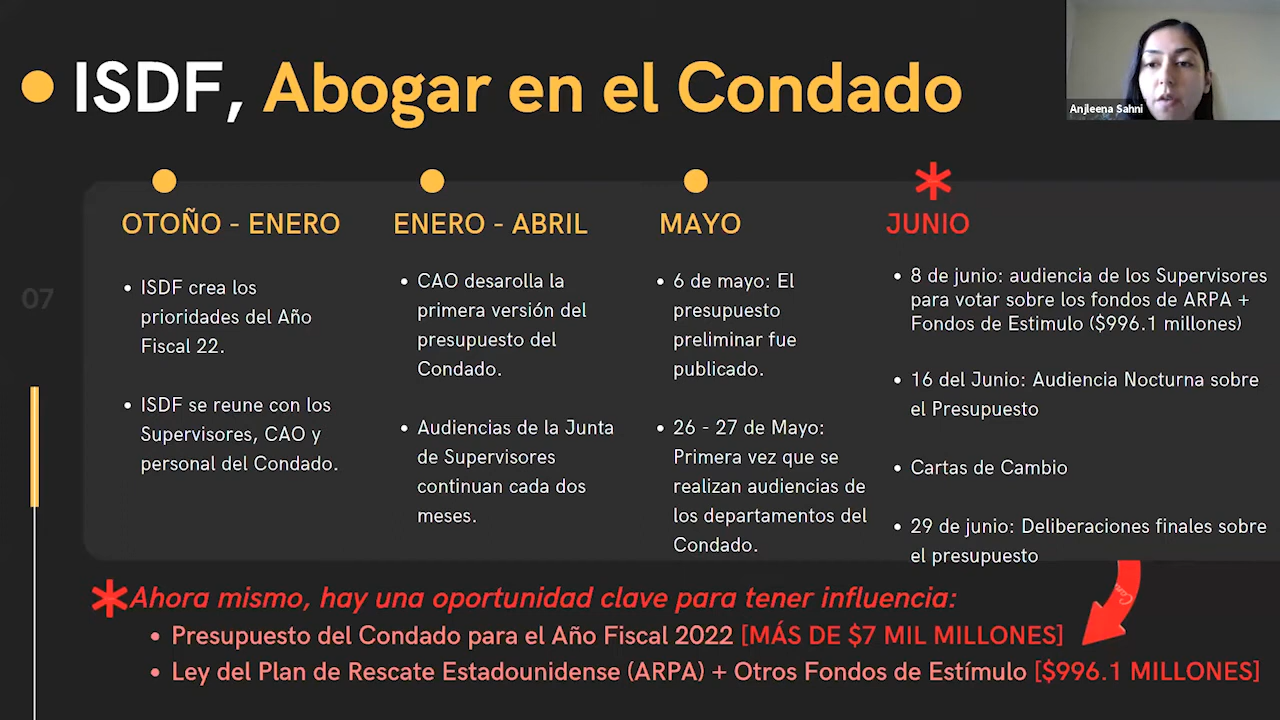 ISDF, Abogar en el Condado
Anjleena Sahni
07
OTOÑO - ENERO
ISDF crea los
prioridades del Año
Fiscal 22.
ISDF se reune con los
Supervisores, CAO y
personal del Condado.
ENERO - ABRIL
CAO desarolla la
primera versión del
presupuesto del
Condado.
Audiencias de la Junta
de Supervisores
continuan cada dos
meses.
MAYO
6 de mayo: El
presupuesto
preliminar fue
publicado.
26 - 27 de Mayo:
Primera vez que se
realizan audiencias de
los departamentos del
Condado.
JUNIO
8 de junio: audiencia de los Supervisores
para votar sobre los fondos de ARPA +
Fondos de Estimulo ($996.1 millones)
16 del Junio: Audiencia Nocturna sobre
el Presupuesto
Cartas de Cambio
29 de junio: Deliberaciones finales sobre
el presupuesto
Ahora mismo, hay una oportunidad clave para tener influencia:
Presupuesto del Condado para el Año Fiscal 2022 [MÁS DE $7 MIL MILLONES]
Ley del Plan de Rescate Estadounidense (ARPA) + Otros Fondos de Estímulo [$996.1 MILLONES]